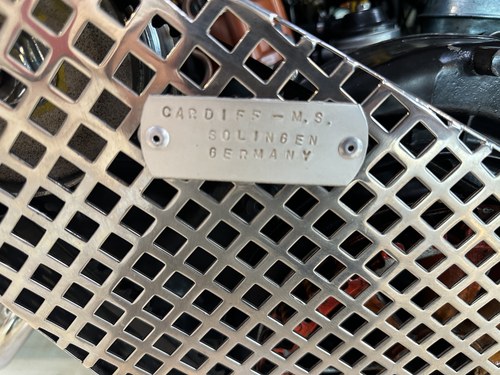 CARDIFF - M.S.
SOLINGEN
GERMANY